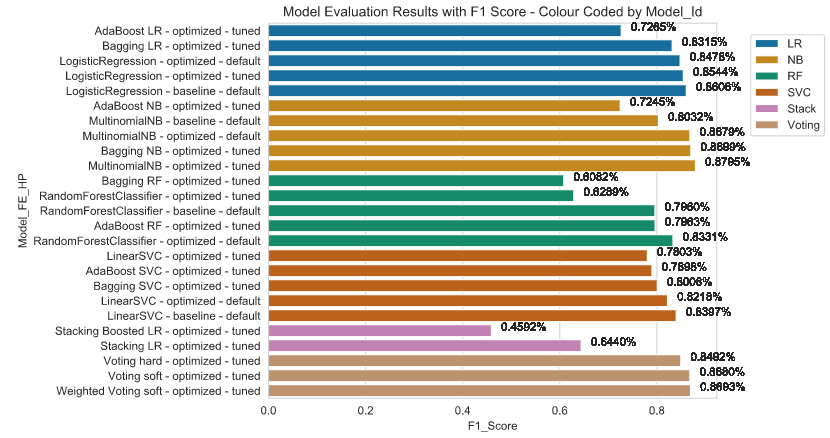 Model Evaluation Results with F1 Score - Colour Coded by Model_Id
AdaBoost LR - optimized - tuned 0.7265%
Bagging LR - optimized - tuned 0.8315%
LogisticRegression - optimized - default 0.8476%
LogisticRegression - optimized - tuned 0.8544%
LogisticRegression - baseline - default 0.8606%
AdaBoost NB - optimized - tuned 0.7245%
MultinomialNB - baseline - default 0.8032%
MultinomialNB - optimized - default 0.8679%
Bagging NB - optimized - tuned 0.8699%
MultinomialNB - optimized - tuned 0.8795%
Bagging RF - optimized - tuned 0.6082%
RandomForestClassifier - optimized - tuned 0.6289%
RandomForestClassifier - baseline - default 0.7960%
AdaBoost RF - optimized - tuned 0.7963%
RandomForestClassifier - optimized - default 0.8331%
LinearSVC - optimized - tuned 0.7803%
AdaBoost SVC - optimized - tuned 0.7898%
Bagging SVC - optimized - tuned 0.8006%
LinearSVC - optimized - default 0.8218%
LinearSVC - baseline - default 0.8397%
Stacking Boosted LR - optimized - tuned 0.4592%
Stacking LR - optimized - tuned 0.6440%
Voting hard - optimized - tuned 0.8492%
Voting soft - optimized - tuned 0.8680%
Weighted Voting soft - optimized - tuned 0.8693%
Model_FE_HP
0.0 0.2 0.4 0.6 0.8
F1_Score
LR
NB
RF
SVC
Stack
Voting